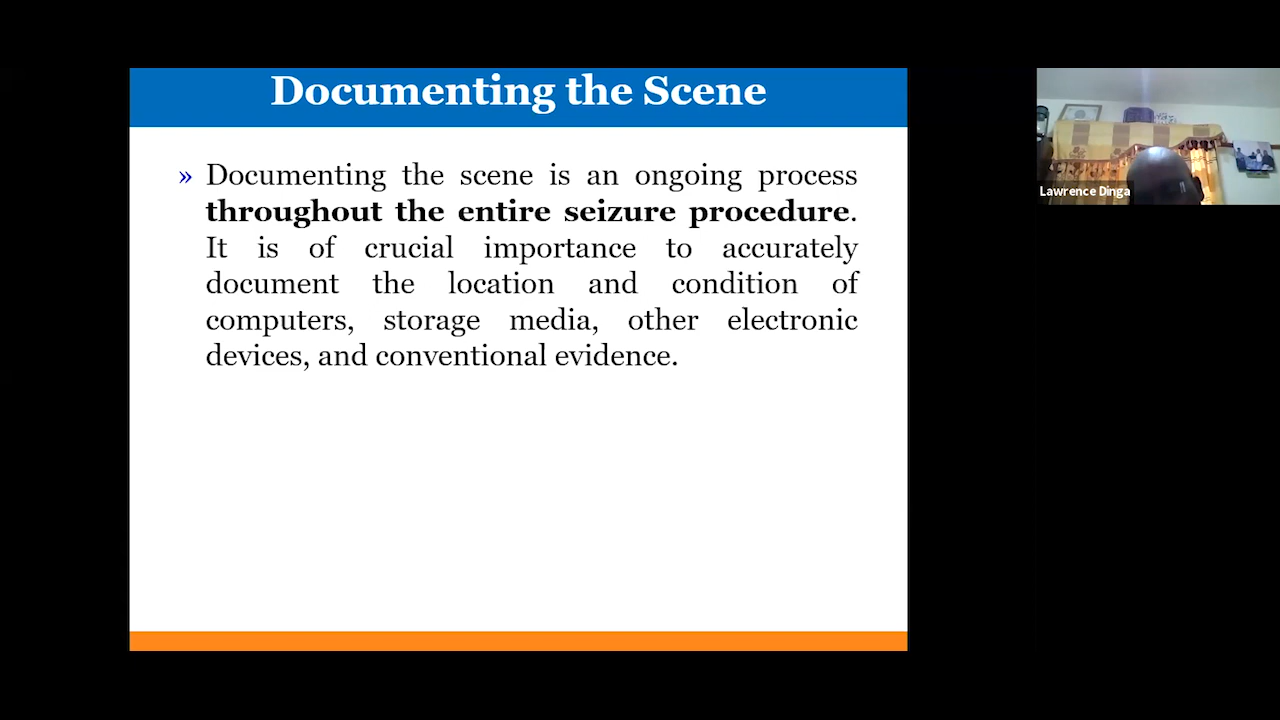 Documenting the Scene
» Documenting the scene is an ongoing process
throughout the entire seizure procedure.
It is of crucial importance to accurately
document the location and condition of
computers, storage media, other electronic
devices, and conventional evidence.
Lawrence Dinga